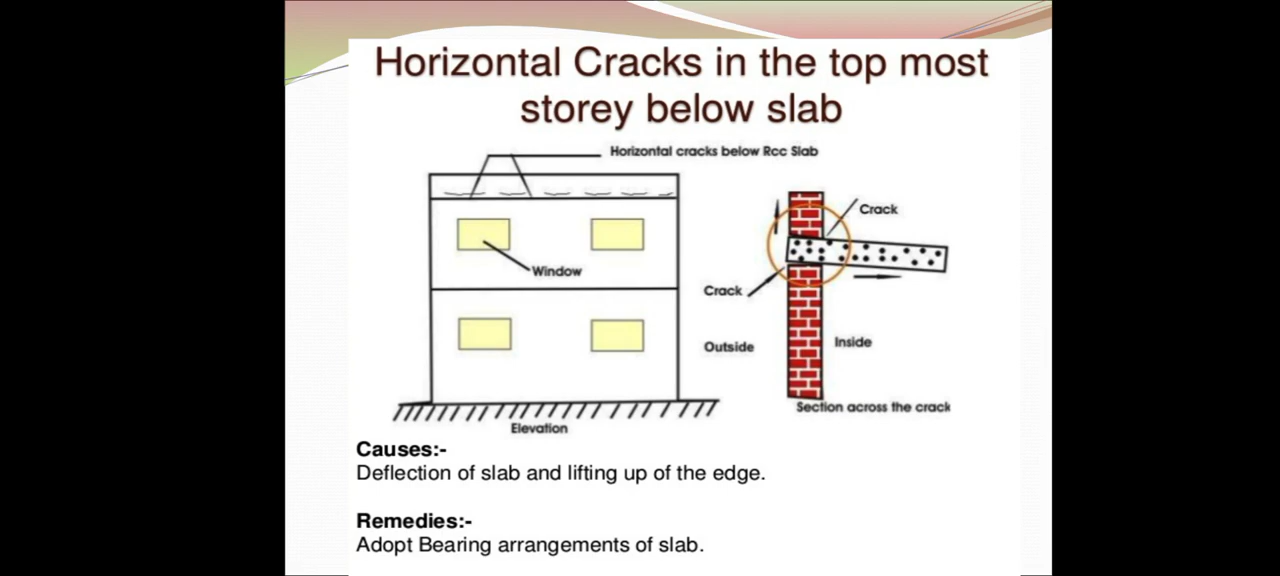 Horizontal Cracks in the top most
storey below slab
Horizontal cracks below Rcc Slab
Crack
Window
Crack
Outside
Inside
Section across the crack
Elevation
Causes:-
Deflection of slab and lifting up of the edge.
Remedies:-
Adopt Bearing arrangements of slab.